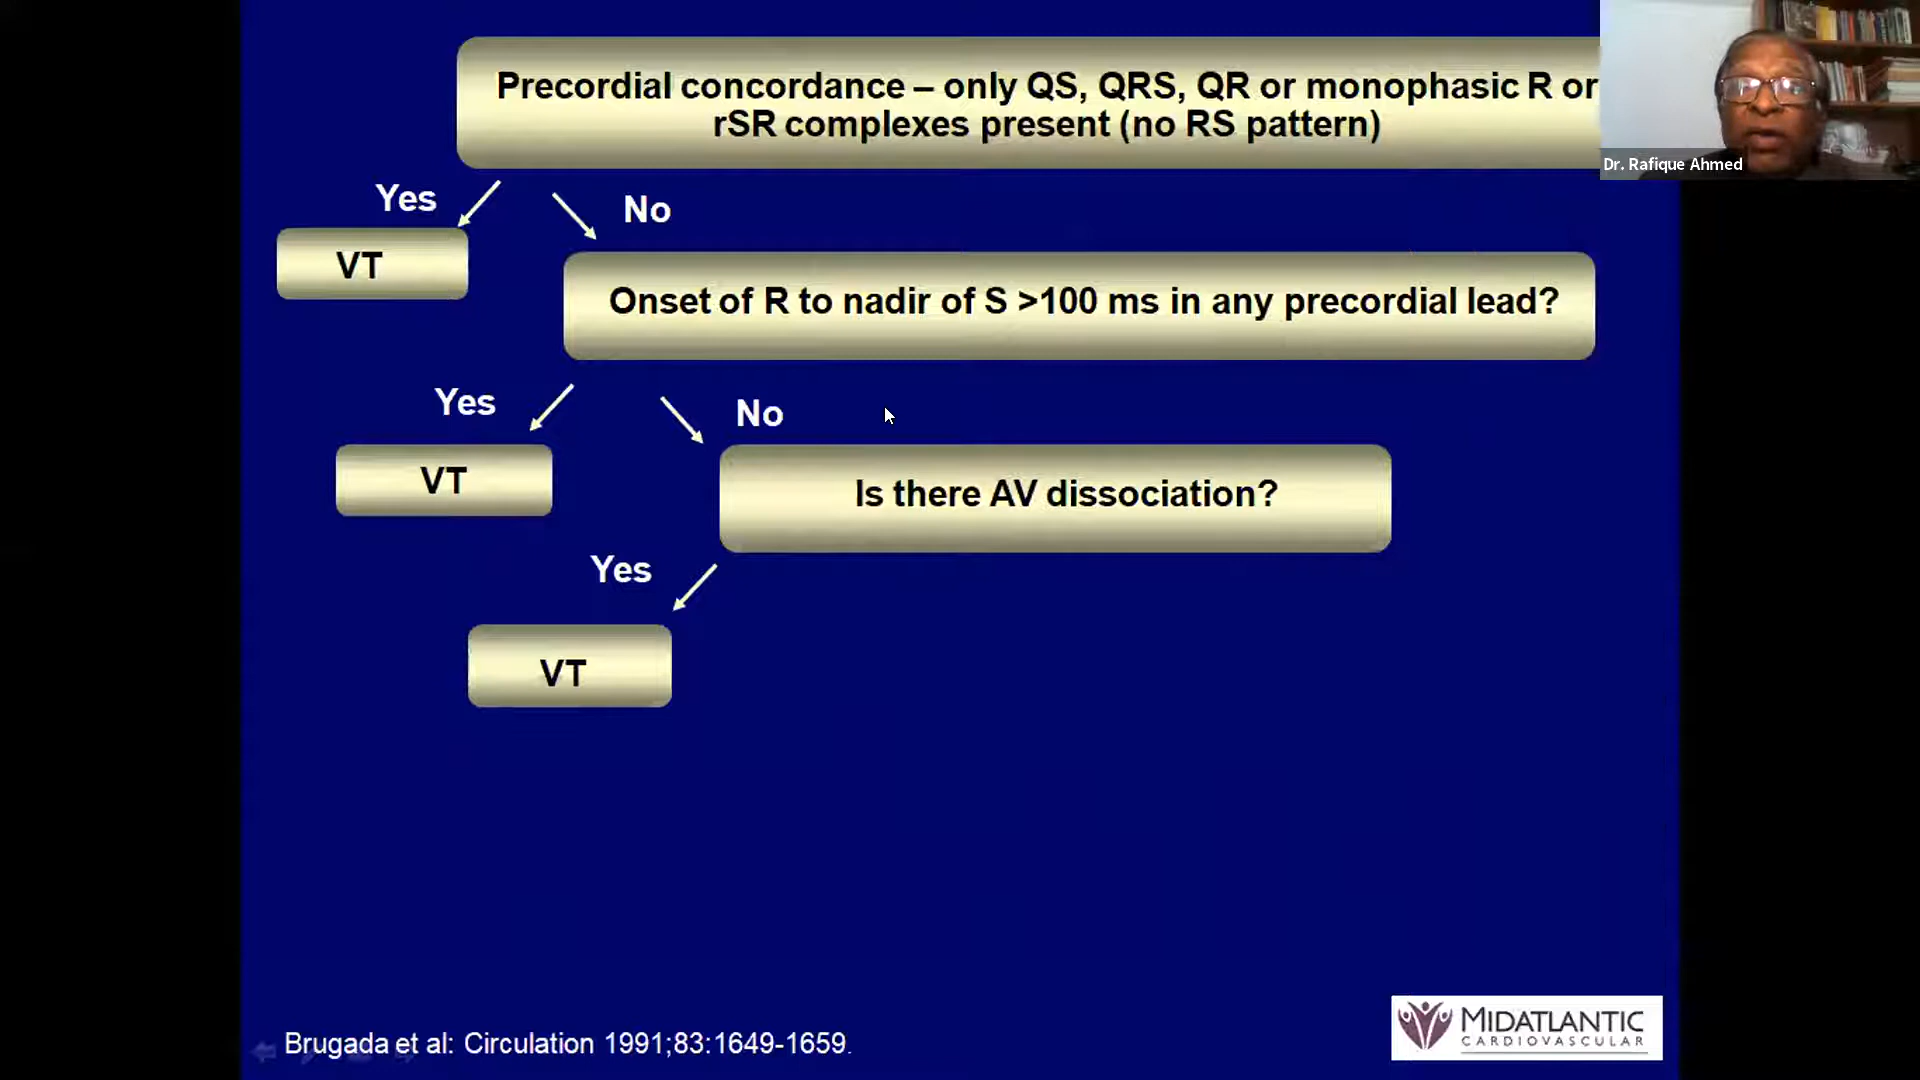 Precordial concordance – only QS, QRS, QR or monophasic R or
rSR complexes present (no RS pattern)
Dr. Rafique Ahmed
Yes
No
VT
Onset of R to nadir of S >100 ms in any precordial lead?
Yes
No
VT
Is there AV dissociation?
Yes
VT
Brugada et al: Circulation 1991;83:1649-1659.
MIDATLANTIC
CARDIOVASCULAR